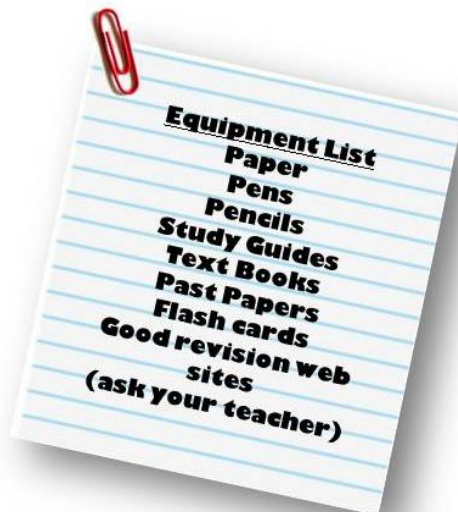 Equipment List
Paper
Pens
Pencils
Study Guides
Text Books
Past Papers
Flash cards
Good revision web
sites
(ask your teacher)